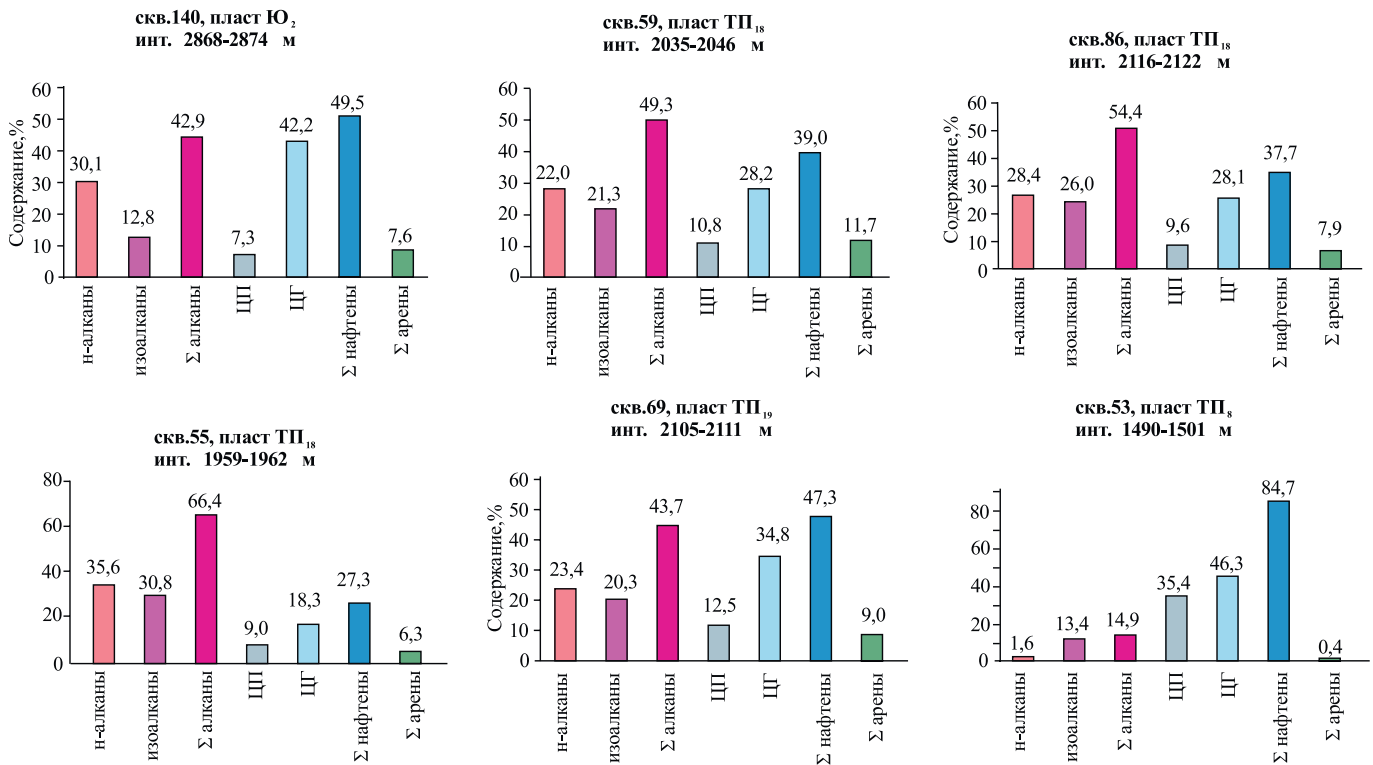 скв.140, пласт Ю₂
инт. 2868-2874 м
Содержание,%
60
50
40
30
20
10
0
30,1
12,8
42,9
7,3
42,2
49,5
7,6
н-алканы
изоалканы
Σ алканы
ЦП
ЦГ
Σ нафтены
Σ арены
скв.59, пласт ТП₁₈
инт. 2035-2046 м
60
50
40
30
20
10
0
22,0
21,3
49,3
10,8
28,2
39,0
11,7
н-алканы
изоалканы
Σ алканы
ЦП
ЦГ
Σ нафтены
Σ арены
скв.86, пласт ТП₁₈
инт. 2116-2122 м
Содержание,%
60
50
40
30
20
10
0
28,4
26,0
54,4
9,6
28,1
37,7
7,9
н-алканы
изоалканы
Σ алканы
ЦП
ЦГ
Σ нафтены
Σ арены
скв.55, пласт ТП₁₈
инт. 1959-1962 м
80
60
40
20
0
35,6
30,8
66,4
9,0
18,3
27,3
6,3
н-алканы
изоалканы
Σ алканы
ЦП
ЦГ
Σ нафтены
Σ арены
скв.69, пласт ТП₁₉
инт. 2105-2111 м
Содержание,%
60
50
40
30
20
10
0
23,4
20,3
43,7
12,5
34,8
47,3
9,0
н-алканы
изоалканы
Σ алканы
ЦП
ЦГ
Σ нафтены
Σ арены
скв.53, пласт ТП₈
инт. 1490-1501 м
80
60
40
20
0
1,6
13,4
14,9
35,4
46,3
84,7
0,4
н-алканы
изоалканы
Σ алканы
ЦП
ЦГ
Σ нафтены
Σ арены